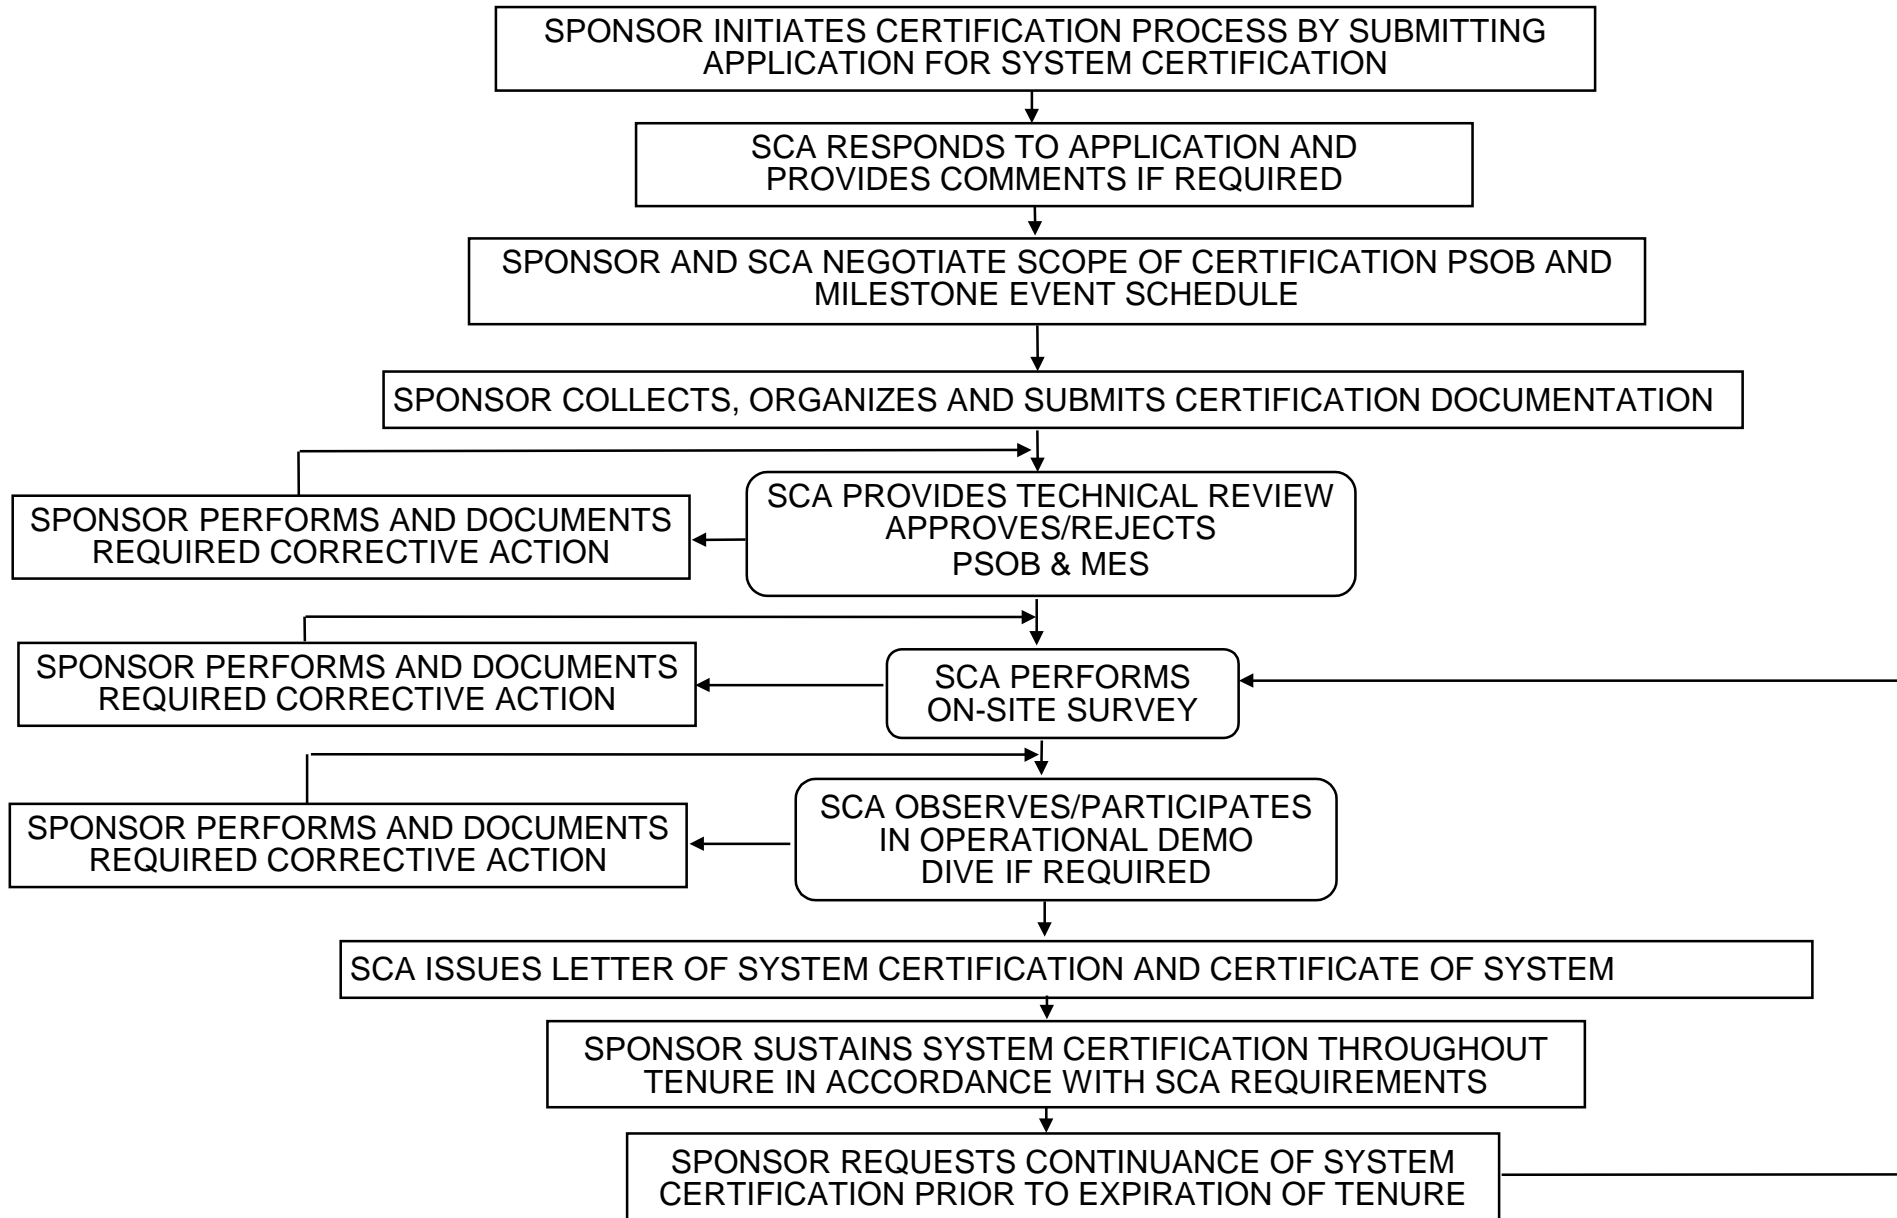 SPONSOR INITIATES CERTIFICATION PROCESS BY SUBMITTING
APPLICATION FOR SYSTEM CERTIFICATION
SCA RESPONDS TO APPLICATION AND
PROVIDES COMMENTS IF REQUIRED
SPONSOR AND SCA NEGOTIATE SCOPE OF CERTIFICATION PSOB AND
MILESTONE EVENT SCHEDULE
SPONSOR COLLECTS, ORGANIZES AND SUBMITS CERTIFICATION DOCUMENTATION
SCA PROVIDES TECHNICAL REVIEW
APPROVES/REJECTS
PSOB & MES
SPONSOR PERFORMS AND DOCUMENTS
REQUIRED CORRECTIVE ACTION
SCA PERFORMS
ON-SITE SURVEY
SPONSOR PERFORMS AND DOCUMENTS
REQUIRED CORRECTIVE ACTION
SCA OBSERVES/PARTICIPATES
IN OPERATIONAL DEMO
DIVE IF REQUIRED
SPONSOR PERFORMS AND DOCUMENTS
REQUIRED CORRECTIVE ACTION
SCA ISSUES LETTER OF SYSTEM CERTIFICATION AND CERTIFICATE OF SYSTEM
SPONSOR SUSTAINS SYSTEM CERTIFICATION THROUGHOUT
TENURE IN ACCORDANCE WITH SCA REQUIREMENTS
SPONSOR REQUESTS CONTINUANCE OF SYSTEM
CERTIFICATION PRIOR TO EXPIRATION OF TENURE